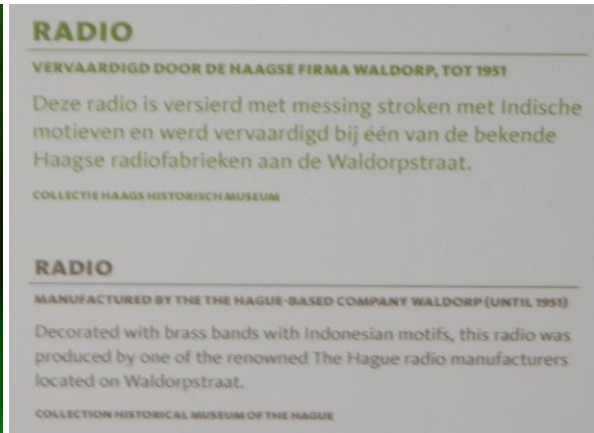 RADIO
VERVAARDIGD DOOR DE HAAGSE FIRMA WALDORP, TOT 1951
Deze radio is versierd met messing stroken met Indische
motieven en werd vervaardigd bij één van de bekende
Haagse radiofabrieken aan de Waldorpstraat.
COLLECTIE HAAGS HISTORISCH MUSEUM
RADIO
MANUFACTURED BY THE THE HAGUE-BASED COMPANY WALDORP (UNTIL 1951)
Decorated with brass bands with Indonesian motifs, this radio was
produced by one of the renowned The Hague radio manufacturers
located on Waldorpstraat.
COLLECTION HISTORICAL MUSEUM OF THE HAGUE